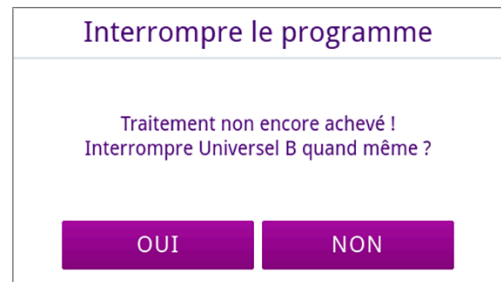 Interrompre le programme
Traitement non encore achevé !
Interrompre Universel B quand même ?
OUI
NON